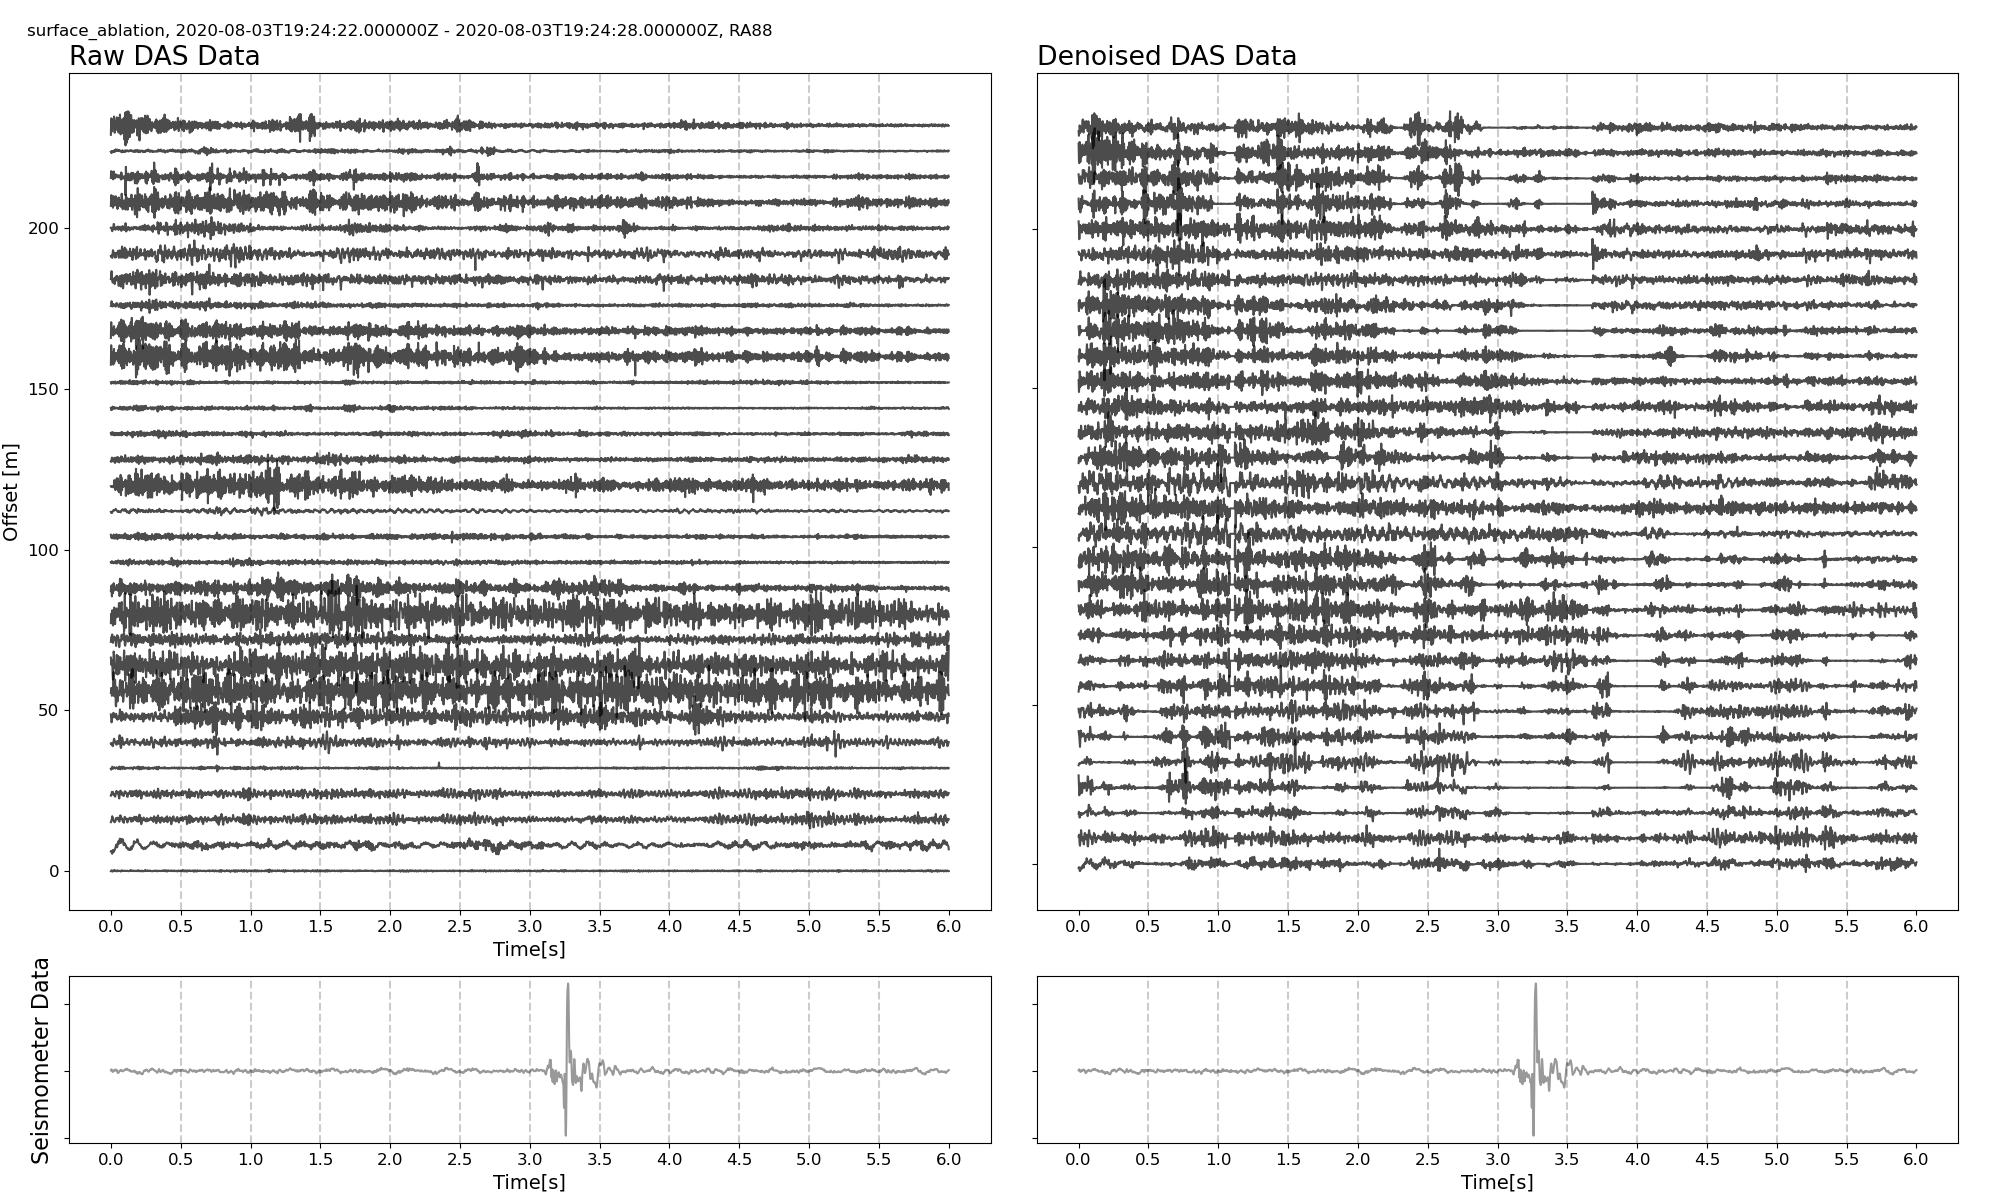 surface_ablation, 2020-08-03T19:24:22.000000Z - 2020-08-03T19:24:28.000000Z, RA88
Raw DAS Data
Denoised DAS Data
Offset [m]
200
150
100
50
0
0.0 0.5 1.0 1.5 2.0 2.5 3.0 3.5 4.0 4.5 5.0 5.5 6.0
Time[s]
0.0 0.5 1.0 1.5 2.0 2.5 3.0 3.5 4.0 4.5 5.0 5.5 6.0
Seismometer Data
0.0 0.5 1.0 1.5 2.0 2.5 3.0 3.5 4.0 4.5 5.0 5.5 6.0
Time[s]
0.0 0.5 1.0 1.5 2.0 2.5 3.0 3.5 4.0 4.5 5.0 5.5 6.0
Time[s]